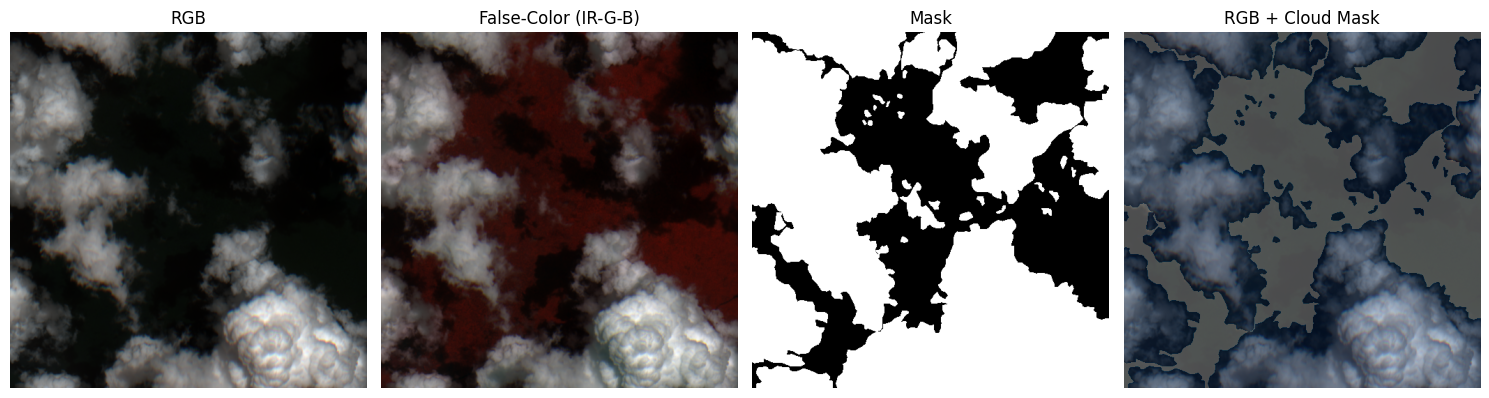 RGB
False-Color (IR-G-B)
Mask
RGB + Cloud Mask